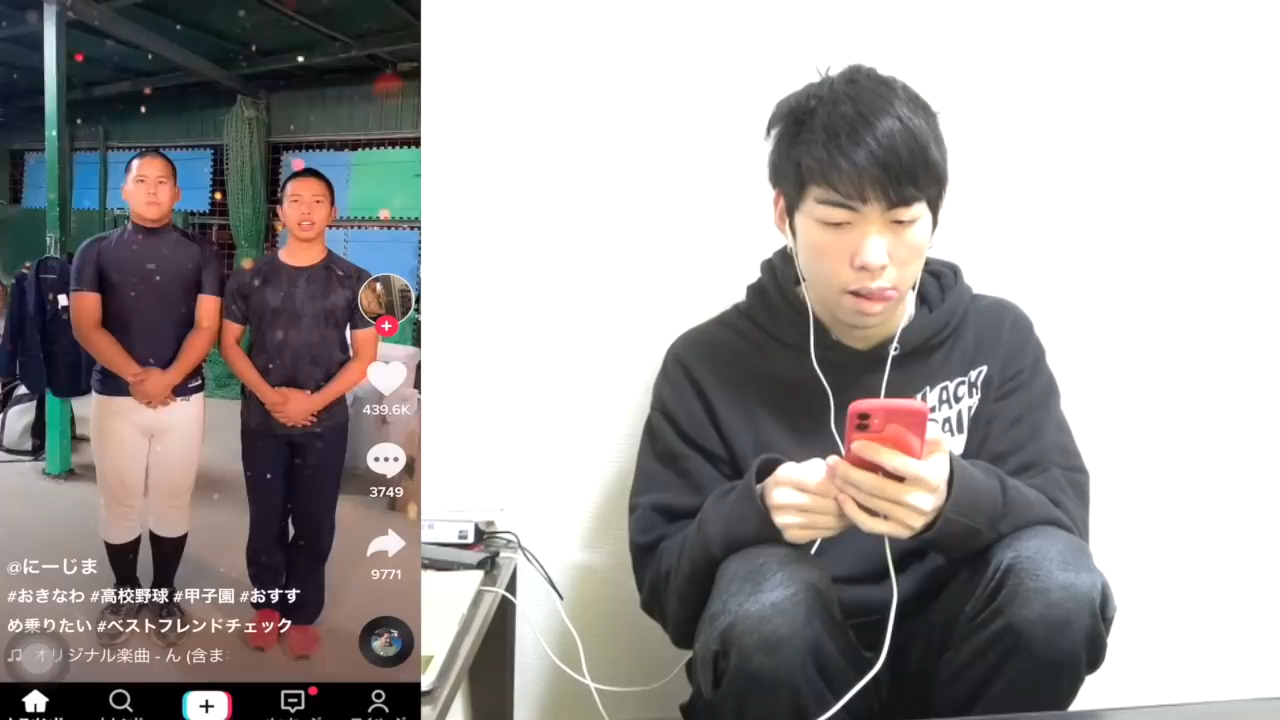 439.6K
3749
9771
@にーじま
#おきなわ #高校野球 #甲子園 #おすす
め乗りたい #ベストフレンドチェック
オリジナル楽曲 - ん (含ま
LACK